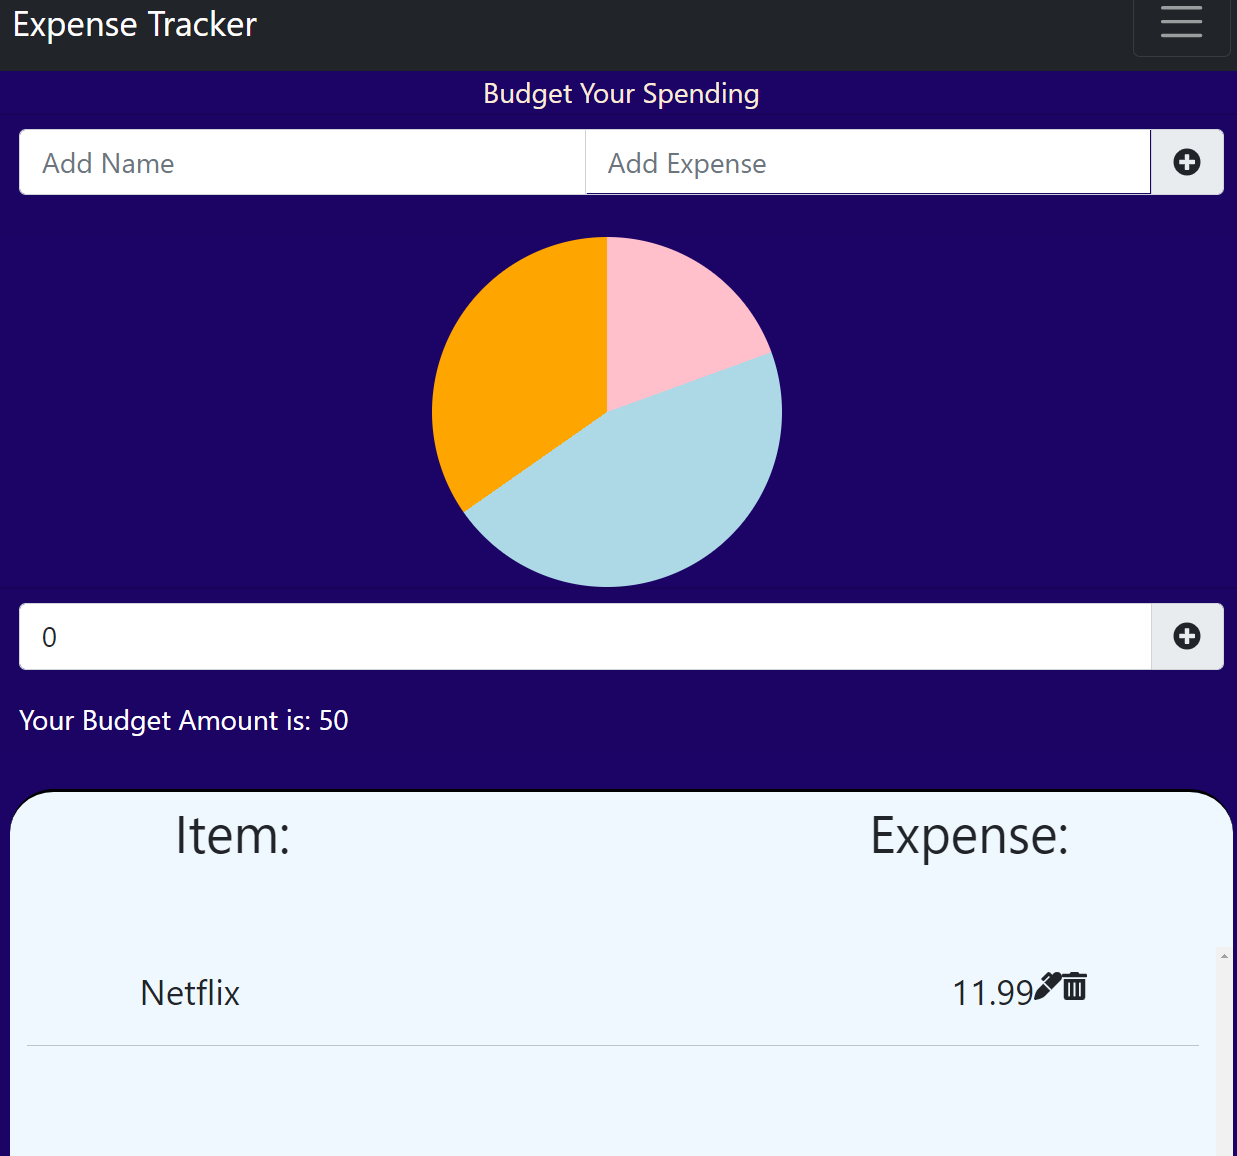 Expense Tracker
Budget Your Spending
Add Name Add Expense
0
Your Budget Amount is: 50
Item: Expense:
Netflix 11.99